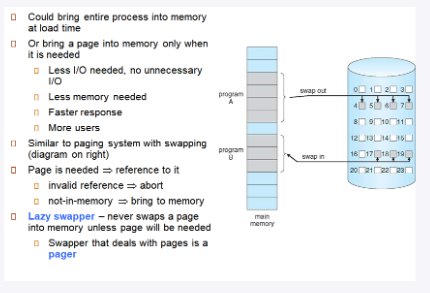 Could bring entire process into memory
at load time
Or bring a page into memory only when
it is needed
Less I/O needed, no unnecessary
I/O
Less memory needed
Faster response
More users
Similar to paging system with swapping
(diagram on right)
Page is needed ⇒ reference to it
invalid reference ⇒ abort
not-in-memory ⇒ bring to memory
Lazy swapper – never swaps a page
into memory unless page will be needed
Swapper that deals with pages is a
pager
program
A
swap out
0 1 2 3
4 5 6 7
8 9 10 11
12 13 14 15
program
B
swap in
16 17 18 19
20 21 22 23
main
memory